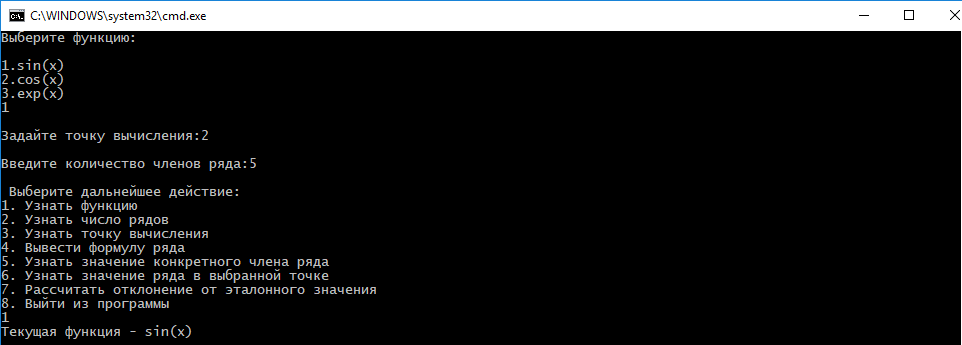 C:\WINDOWS\system32\cmd.exe
Выберите функцию:
1.sin(x)
2.cos(x)
3.exp(x)
1
Задайте точку вычисления:2
Введите количество членов ряда:5
Выберите дальнейшее действие:
1. Узнать функцию
2. Узнать число рядов
3. Узнать точку вычисления
4. Вывести формулу ряда
5. Узнать значение конкретного члена ряда
6. Узнать значение ряда в выбранной точке
7. Рассчитать отклонение от эталонного значения
8. Выйти из программы
1
Текущая функция - sin(x)